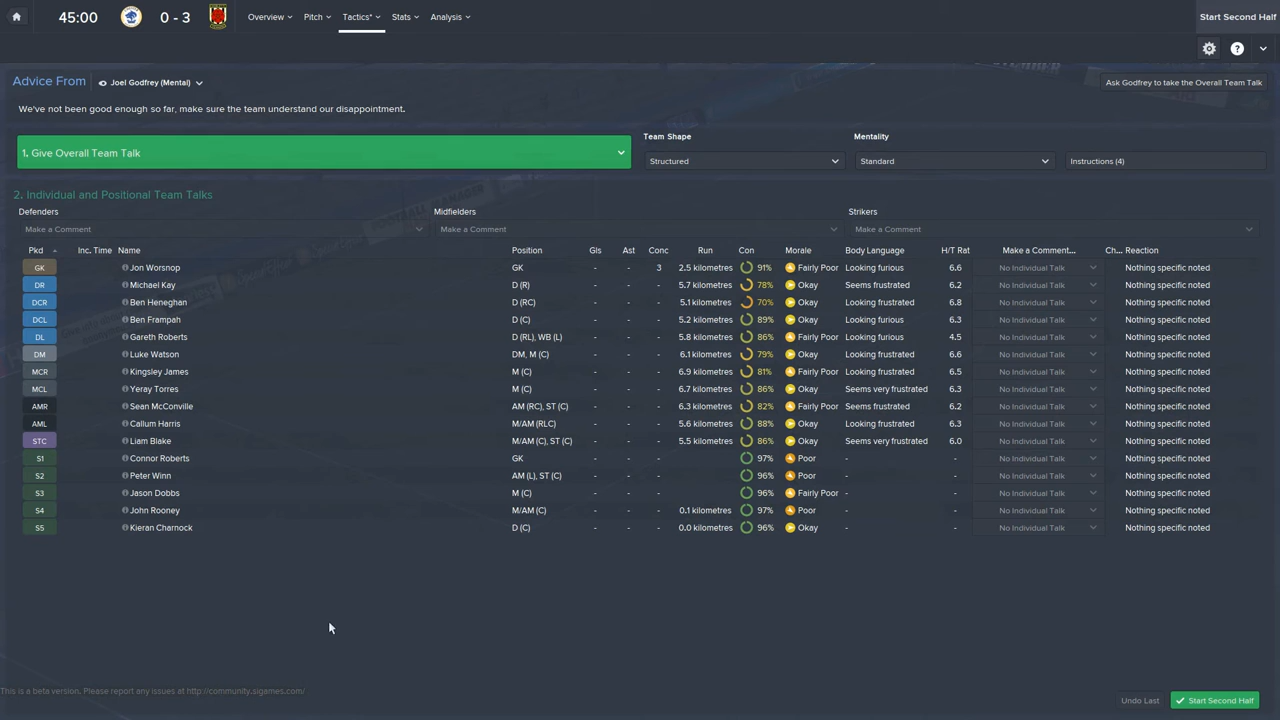 45:00 0 - 3 Overview Pitch Tactics* Stats Analysis Start Second Half
Advice From Joel Godfrey (Mental) Ask Godfrey to take the Overall Team Talk
We've not been good enough so far, make sure the team understand our disappointment.
Team Shape Mentality
1. Give Overall Team Talk Structured Standard Instructions (4)
2. Individual and Positional Team Talks
Defenders Midfielders Strikers
Make a Comment Make a Comment Make a Comment
Pkd Inc. Time Name Position Gls Ast Conc Run Con Morale Body Language H/T Rat Make a Comment... Ch... Reaction
GK Jon Worsnop GK - - 3 2.5 kilometres 91% Fairly Poor Looking furious 6.6 No Individual Talk Nothing specific noted
DR Michael Kay D (R) - - - 5.7 kilometres 78% Okay Seems frustrated 6.2 No Individual Talk Nothing specific noted
DCR Ben Heneghan D (RC) - - - 5.1 kilometres 70% Okay Looking frustrated 6.8 No Individual Talk Nothing specific noted
DCL Ben Frampah D (C) - - - 5.2 kilometres 89% Okay Looking furious 6.3 No Individual Talk Nothing specific noted
DL Gareth Roberts D (RL), WB (L) - - - 5.8 kilometres 86% Okay Looking furious 4.5 No Individual Talk Nothing specific noted
DM Luke Watson DM, M (C) - - - 6.1 kilometres 79% Okay Looking frustrated 6.6 No Individual Talk Nothing specific noted
MCR Kingsley James M (C) - - - 6.9 kilometres 81% Fairly Poor Looking frustrated 6.5 No Individual Talk Nothing specific noted
MCL Yeray Torres M (C) - - - 6.7 kilometres 86% Okay Seems very frustrated 6.3 No Individual Talk Nothing specific noted
AMR Sean McConville AM (RC), ST (C) - - - 6.3 kilometres 82% Fairly Poor Seems frustrated 6.2 No Individual Talk Nothing specific noted
AML Callum Harris M/AM (RLC) - - - 5.6 kilometres 88% Okay Looking frustrated 6.3 No Individual Talk Nothing specific noted
STC Liam Blake M/AM (C), ST (C) - - - 5.5 kilometres 86% Okay Seems very frustrated 6.0 No Individual Talk Nothing specific noted
S1 Connor Roberts GK - - 97% Poor - - No Individual Talk Nothing specific noted
S2 Peter Winn AM (L), ST (C) - - 96% Poor - - No Individual Talk Nothing specific noted
S3 Jason Dobbs M (C) - - 96% Fairly Poor - - No Individual Talk Nothing specific noted
S4 John Rooney M/AM (C) - - 0.1 kilometres 97% Poor - - No Individual Talk Nothing specific noted
S5 Kieran Charnock D (C) - - 0.0 kilometres 96% Okay - - No Individual Talk Nothing specific noted
This is a beta version. Please report any issues at http://community.sigames.com/
Undo Last Start Second Half